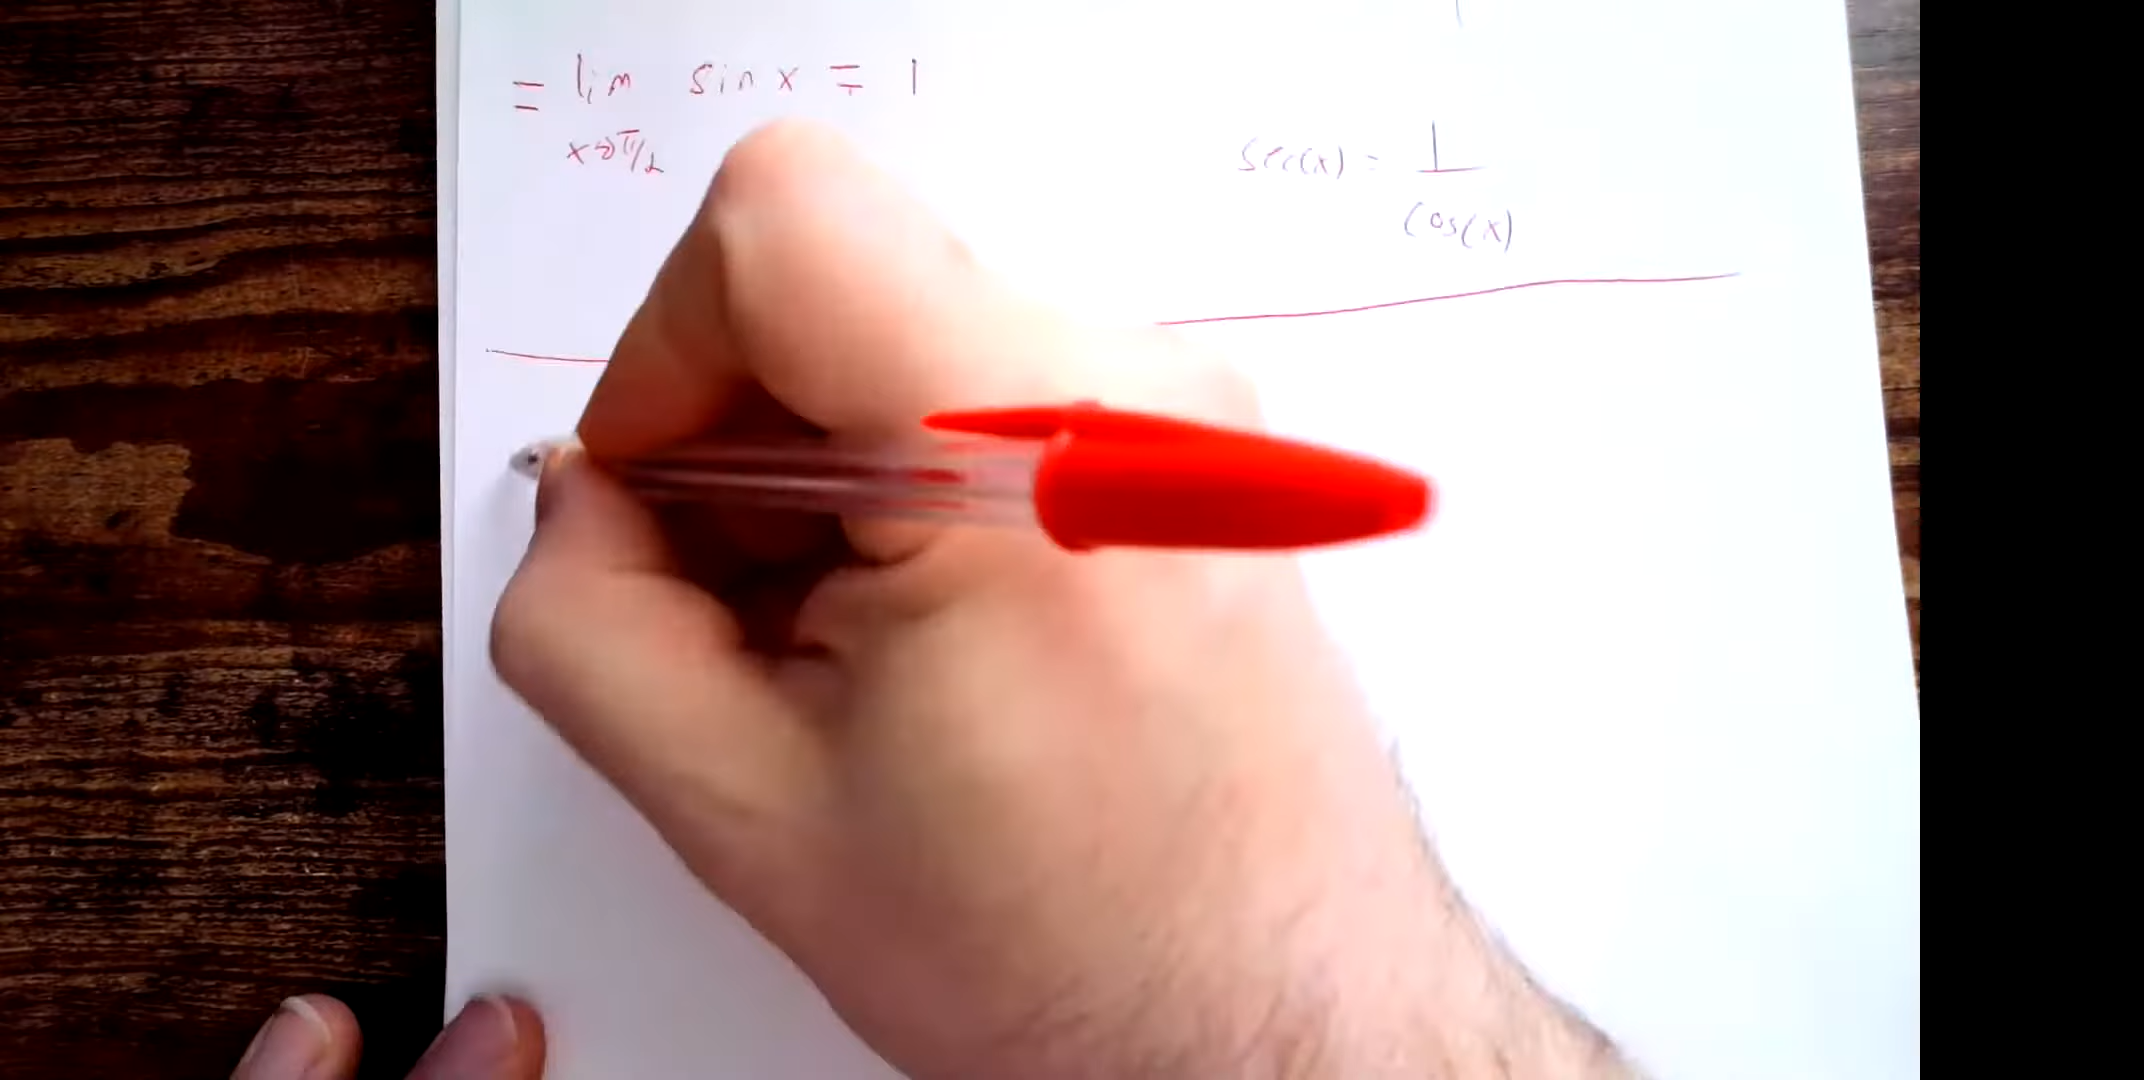 = lim sin x = 1
x→π/2
sec(x) = 1
cos(x)